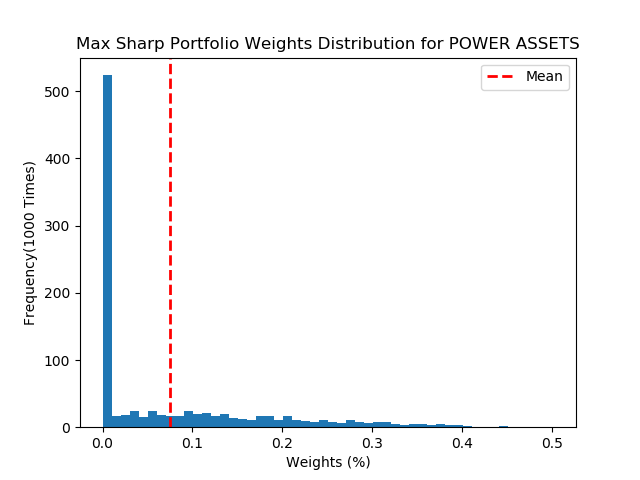 Max Sharp Portfolio Weights Distribution for POWER ASSETS
Mean
Frequency(1000 Times)
500
400
300
200
100
0
0.0 0.1 0.2 0.3 0.4 0.5
Weights (%)